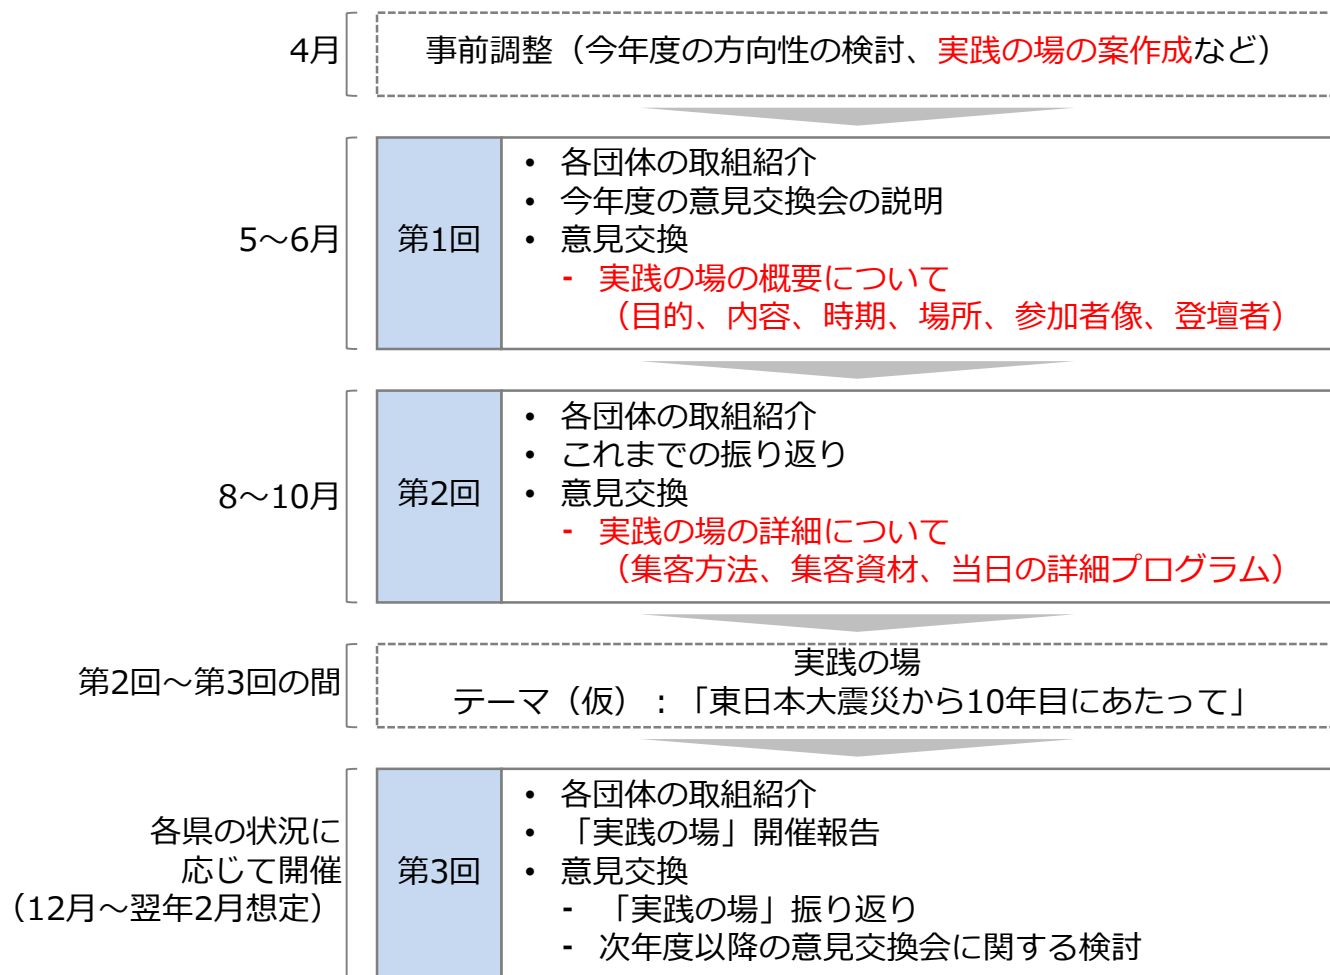 4月
事前調整（今年度の方向性の検討、実践の場の案作成など）
5～6月
第1回
• 各団体の取組紹介
• 今年度の意見交換会の説明
• 意見交換
- 実践の場の概要について
（目的、内容、時期、場所、参加者像、登壇者）
8～10月
第2回
• 各団体の取組紹介
• これまでの振り返り
• 意見交換
- 実践の場の詳細について
（集客方法、集客資材、当日の詳細プログラム）
第2回～第3回の間
実践の場
テーマ（仮）：「東日本大震災から10年目にあたって」
各県の状況に
応じて開催
（12月～翌年2月想定）
第3回
• 各団体の取組紹介
• 「実践の場」開催報告
• 意見交換
- 「実践の場」振り返り
- 次年度以降の意見交換会に関する検討